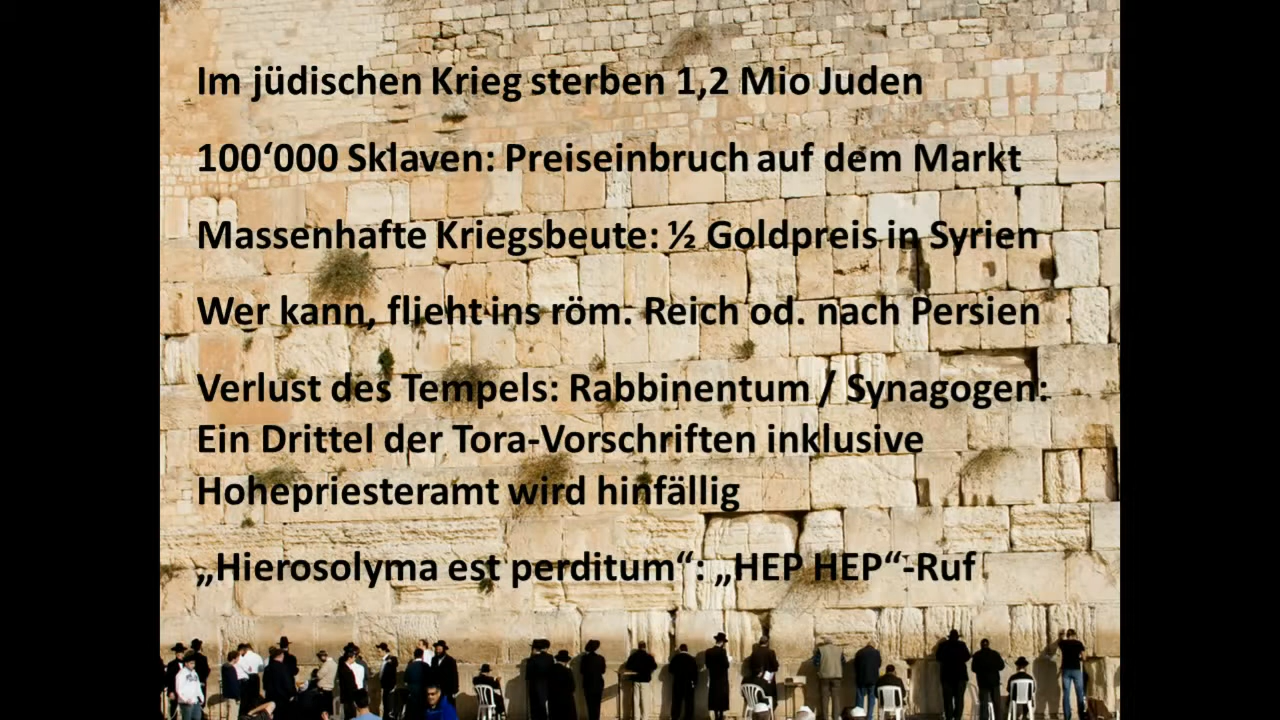 Im jüdischen Krieg sterben 1,2 Mio Juden
100‘000 Sklaven: Preiseinbruch auf dem Markt
Massenhafte Kriegsbeute: ½ Goldpreis in Syrien
Wer kann, flieht ins röm. Reich od. nach Persien
Verlust des Tempels: Rabbinentum / Synagogen:
Ein Drittel der Tora-Vorschriften inklusive
Hohepriesteramt wird hinfällig
„Hierosolyma est perditum“: „HEP HEP“-Ruf